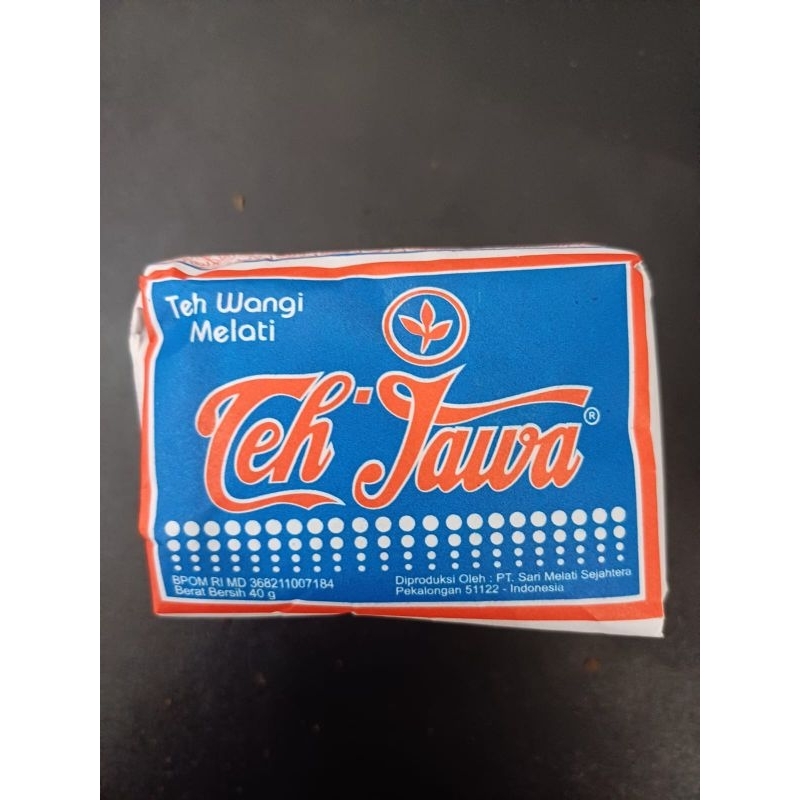 Teh Wangi
Melati
Teh Jawa ®
BPOM RI MD 368211007184
Berat Bersih 40 g
Diproduksi Oleh : PT. Sari Melati Sejahtera
Pekalongan 51122 - Indonesia